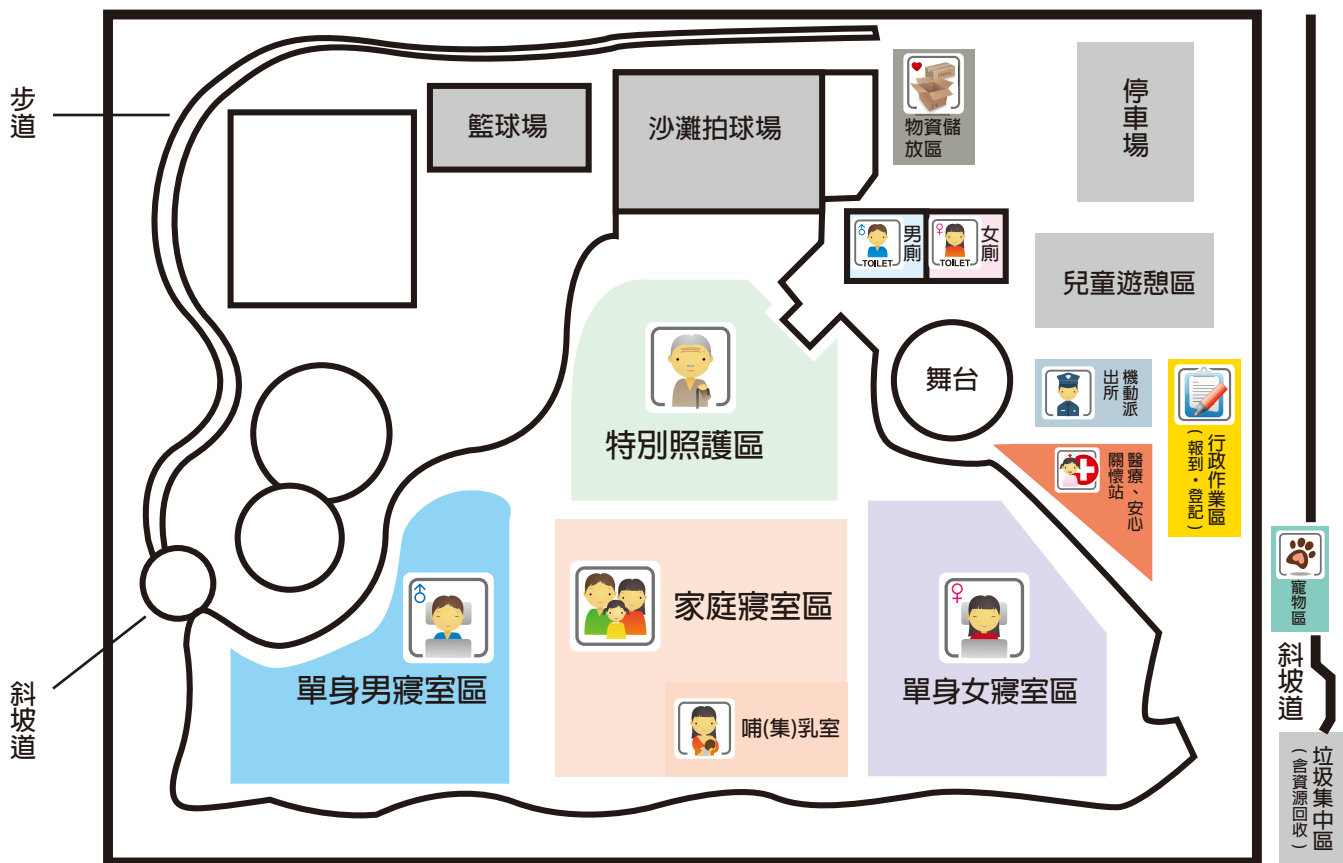 步道
籃球場
沙灘拍球場
物資儲
放區
停車場
TOILET
男廁
TOILET
女廁
兒童遊憩區
舞台
機動派
出所
行政作業區
(報到・登記)
特別照護區
醫療、安心
關懷站
寵物區
家庭寢室區
單身男寢室區
單身女寢室區
哺(集)乳室
斜坡道
斜坡道
垃圾集中區
(含資源回收)